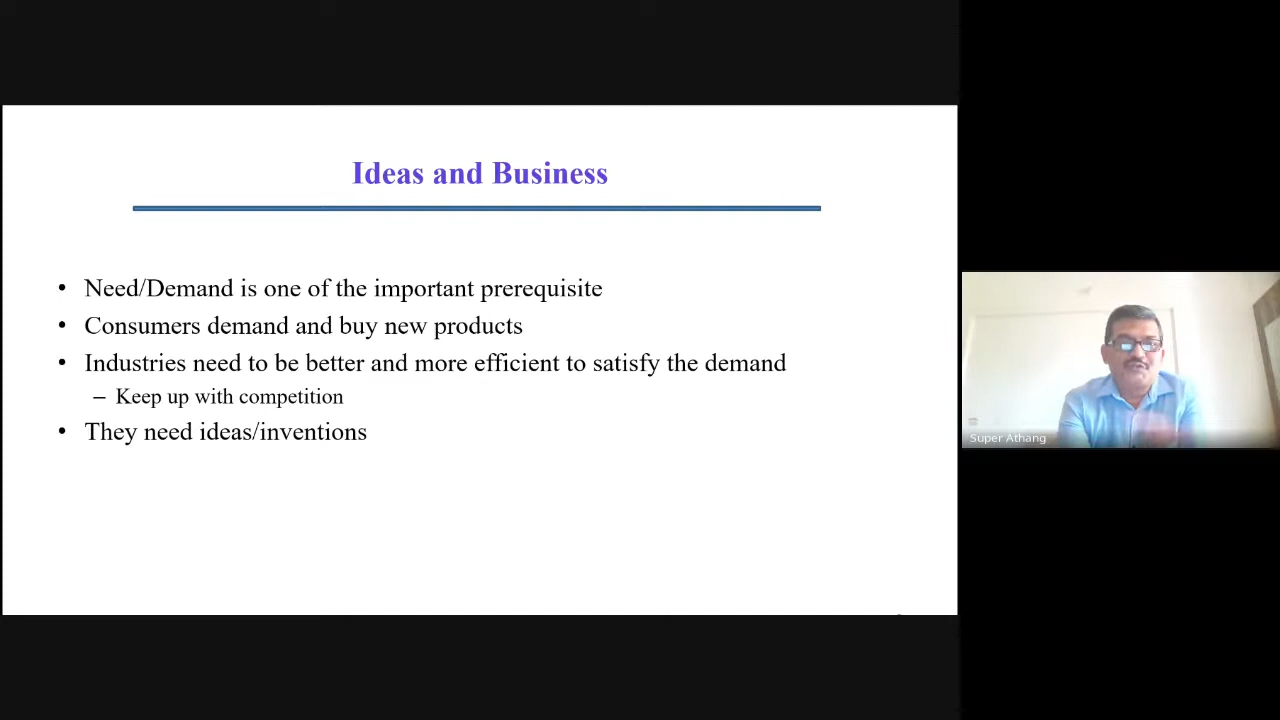 Ideas and Business
• Need/Demand is one of the important prerequisite
• Consumers demand and buy new products
• Industries need to be better and more efficient to satisfy the demand
– Keep up with competition
• They need ideas/inventions
Super Athang